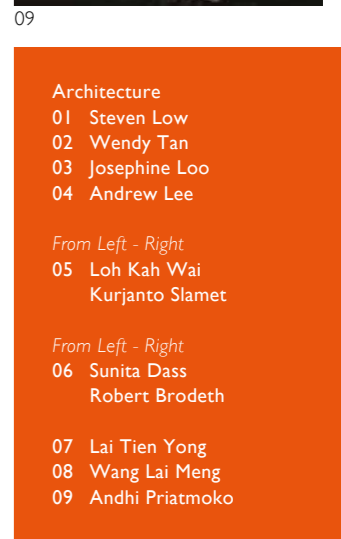 09
Architecture
01 Steven Low
02 Wendy Tan
03 Josephine Loo
04 Andrew Lee
From Left - Right
05 Loh Kah Wai
Kurjanto Slamet
From Left - Right
06 Sunita Dass
Robert Brodeth
07 Lai Tien Yong
08 Wang Lai Meng
09 Andhi Priatmoko